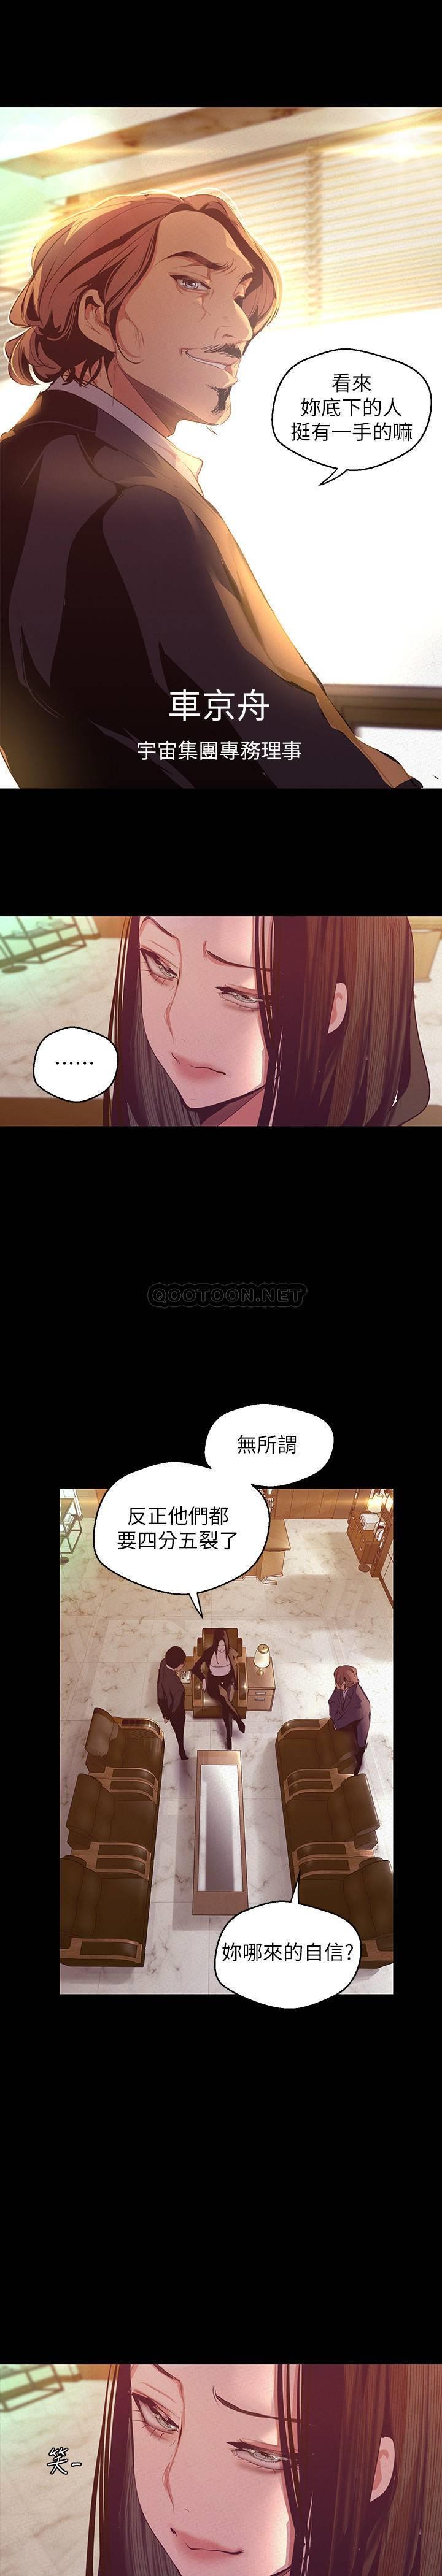 看來
妳底下的人
挺有一手的嘛
車京舟
宇宙集團專務理事
……
QOOTOON.NET
無所謂
反正他們都
要四分五裂了
妳哪來的自信?
笑-